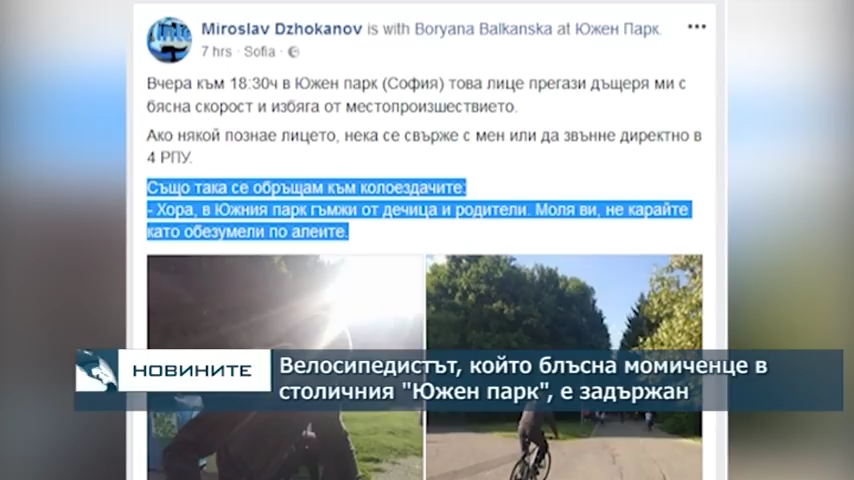 Miroslav Dzhokanov is with Boryana Balkanska at Южен Парк.
7 hrs · Sofia ·
Вчера към 18:30ч в Южен парк (София) това лице прегази дъщеря ми с
бясна скорост и избяга от местопроизшествието.
Ако някой познае лицето, нека се свърже с мен или да звънне директно в
4 РПУ.
Също така се обръщам към колоездачите:
- Хора, в Южния парк гъмжи от дечица и родители. Моля ви, не карайте
като обезумели по алеите.
НОВИНИТЕ
Велосипедистът, който блъсна момиченце в
столичния "Южен парк", е задържан